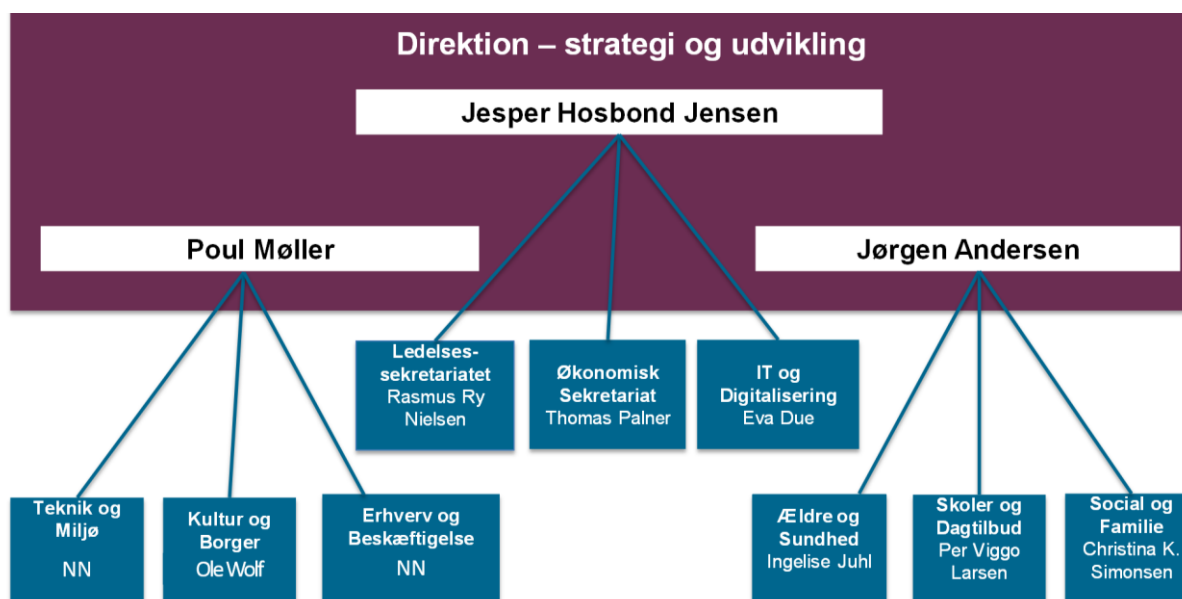 Direktion – strategi og udvikling
Jesper Hosbond Jensen
Poul Møller
Jørgen Andersen
Ledelses-
sekretariatet
Rasmus Ry
Nielsen
Økonomisk
Sekretariat
Thomas Palner
IT og
Digitalisering
Eva Due
Teknik og
Miljø
NN
Kultur og
Borger
Ole Wolf
Erhverv og
Beskæftigelse
NN
Ældre og
Sundhed
Ingelise Juhl
Skoler og
Dagtilbud
Per Viggo
Larsen
Social og
Familie
Christina K.
Simonsen